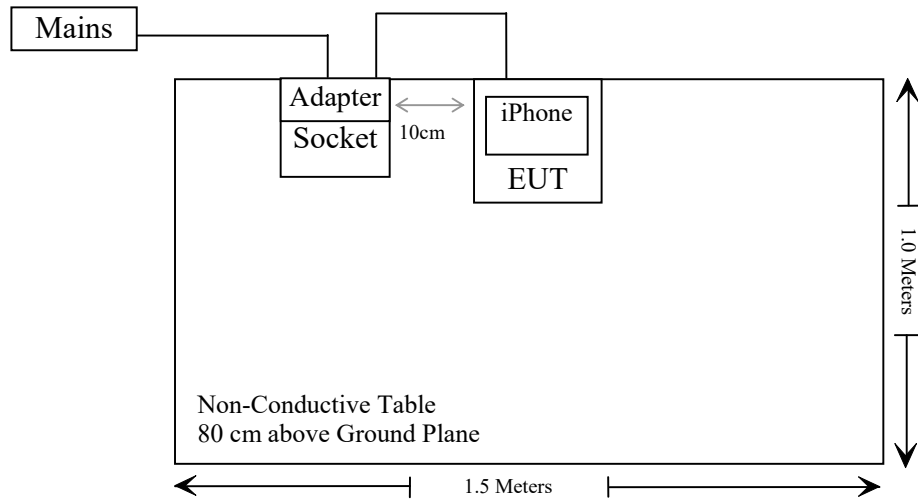 Mains
Adapter
Socket
10cm
iPhone
EUT
1.0 Meters
Non-Conductive Table
80 cm above Ground Plane
1.5 Meters